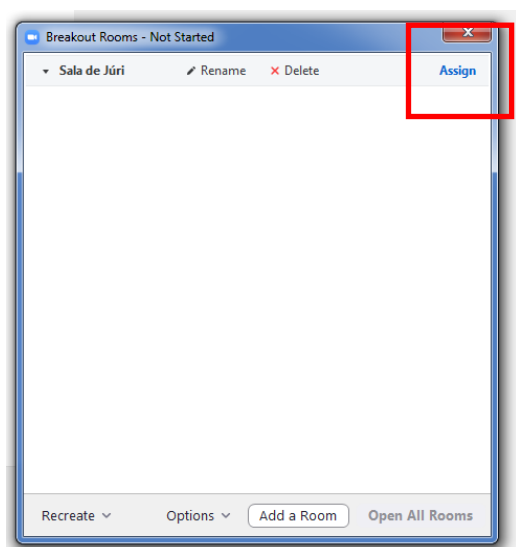 Breakout Rooms - Not Started
Sala de Júri Rename Delete Assign
Recreate Options Add a Room Open All Rooms